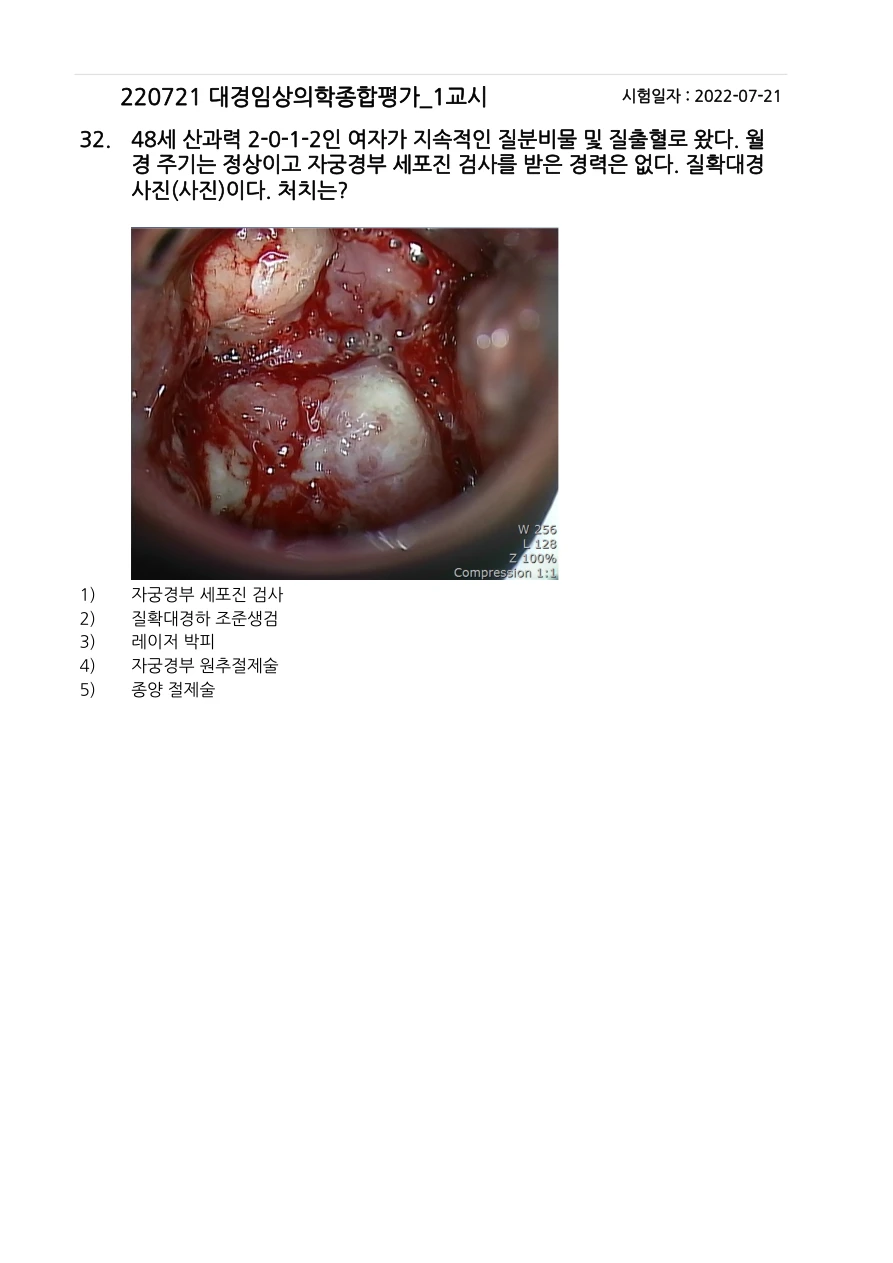 220721 대경임상의학종합평가_1교시
시험일자 : 2022-07-21
32. 48세 산과력 2-0-1-2인 여자가 지속적인 질분비물 및 질출혈로 왔다. 월
경 주기는 정상이고 자궁경부 세포진 검사를 받은 경력은 없다. 질확대경
사진(사진)이다. 처치는?
W 256
L 128
Z 100%
Compression 1:1
1) 자궁경부 세포진 검사
2) 질확대경하 조준생검
3) 레이저 박피
4) 자궁경부 원추절제술
5) 종양 절제술